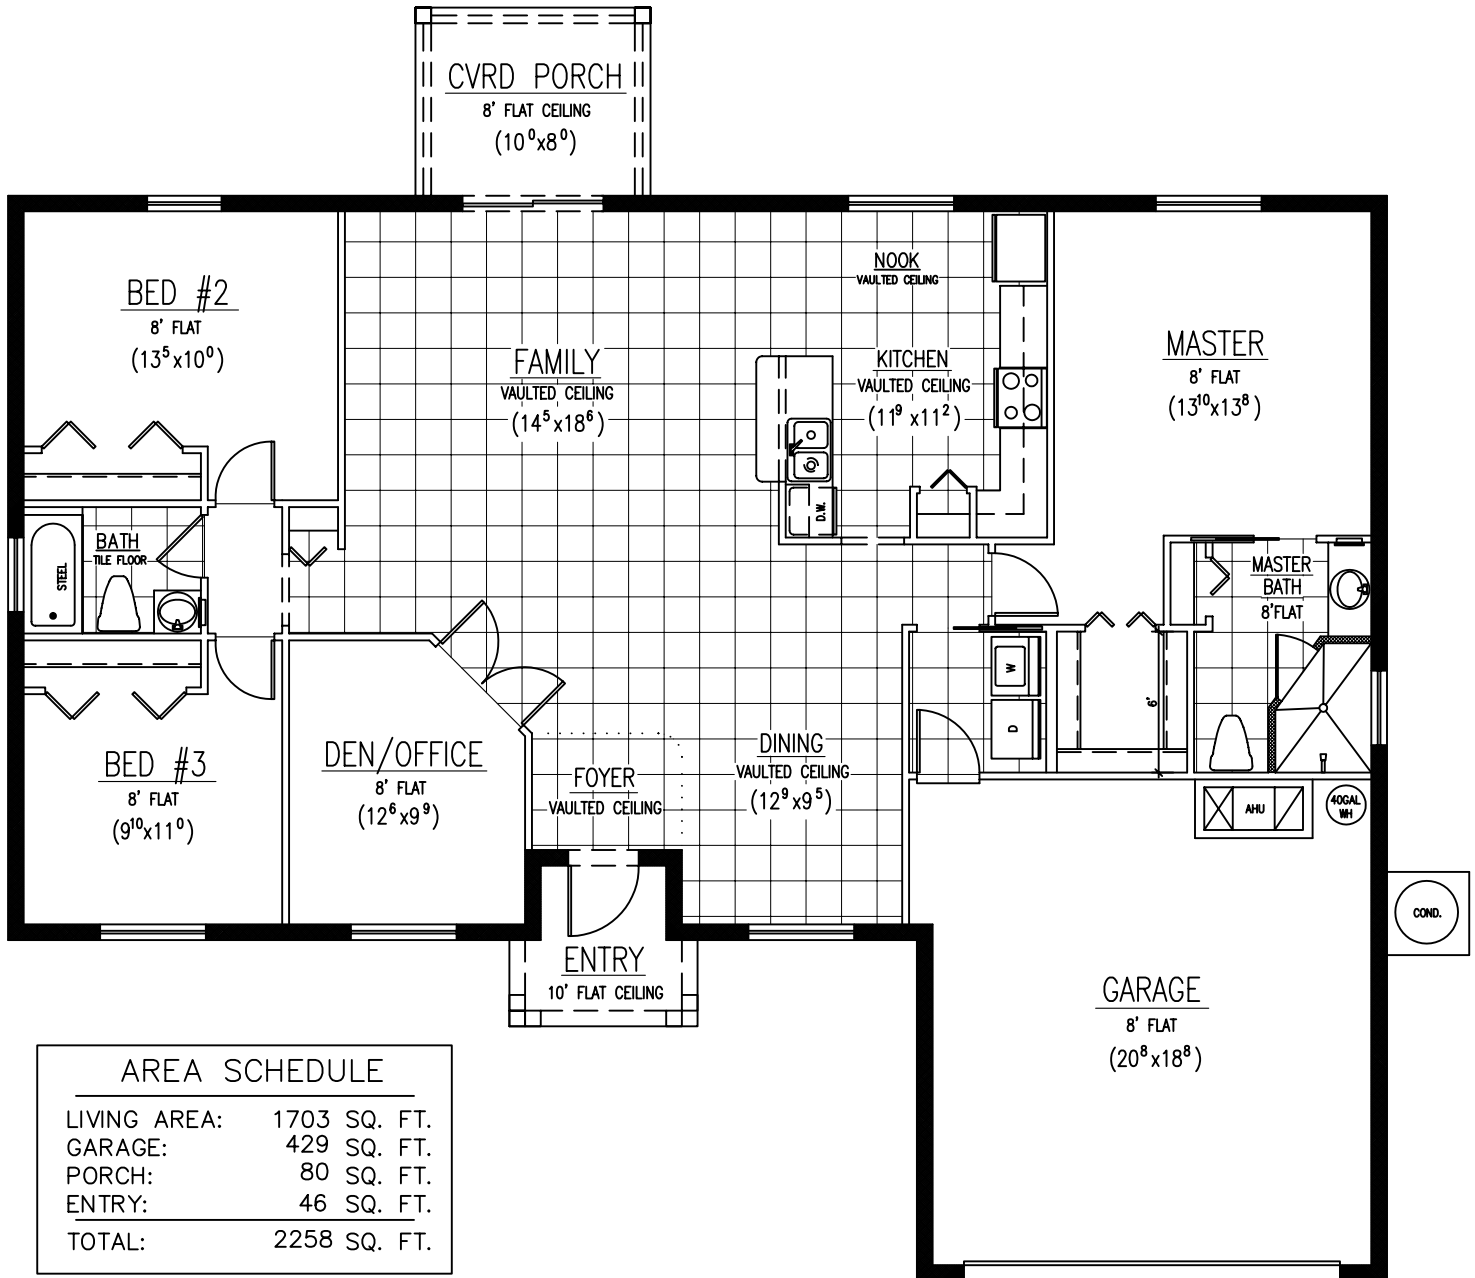 CVRD PORCH
8' FLAT CEILING
(10⁰x8⁰)
NOOK
VAULTED CEILING
BED #2
8' FLAT
(13⁵x10⁰)
FAMILY
VAULTED CEILING
(14⁵x18⁶)
KITCHEN
VAULTED CEILING
(11⁹ x11²)
MASTER
8' FLAT
(13¹⁰x13⁸)
D.W.
BATH
TILE FLOOR
STEEL
MASTER
BATH
8'FLAT
W
D
6'
BED #3
8' FLAT
(9¹⁰x11⁰)
DEN/OFFICE
8' FLAT
(12⁶x9⁹)
FOYER
VAULTED CEILING
DINING
VAULTED CEILING
(12⁹x9⁵)
AHU
40GAL
WH
COND.
ENTRY
10' FLAT CEILING
GARAGE
8' FLAT
(20⁸x18⁸)
AREA SCHEDULE
LIVING AREA: 1703 SQ. FT.
GARAGE: 429 SQ. FT.
PORCH: 80 SQ. FT.
ENTRY: 46 SQ. FT.
TOTAL: 2258 SQ. FT.